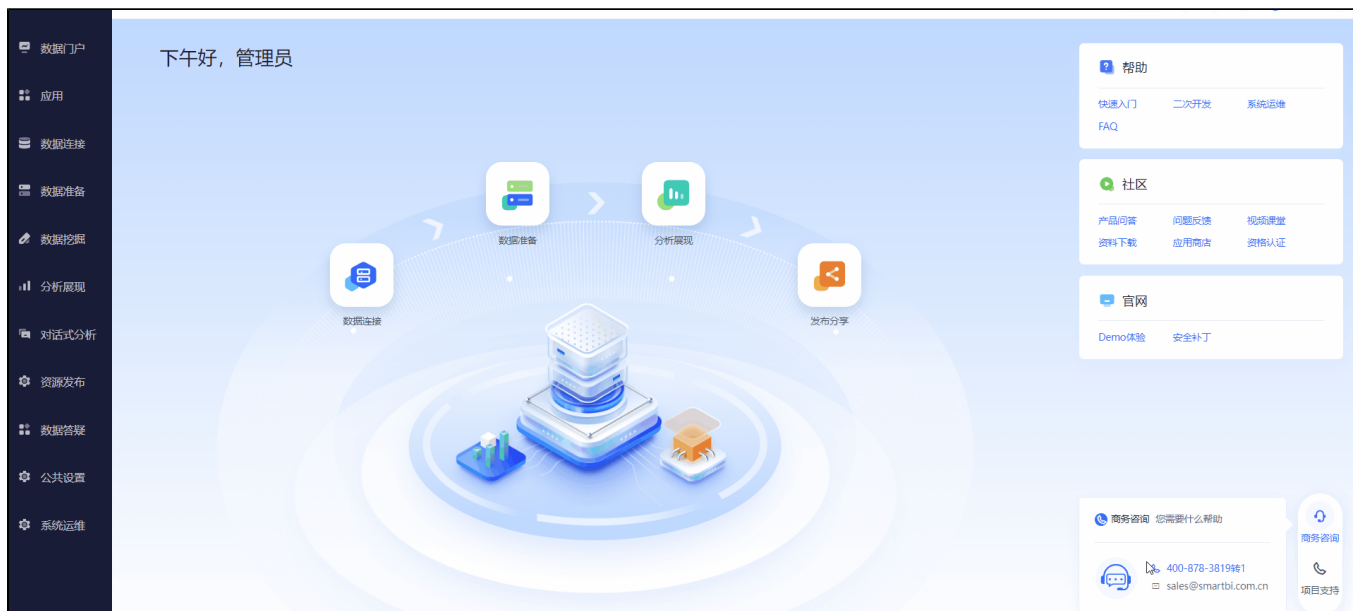 数据门户
应用
数据连接
数据准备
数据挖掘
分析展现
对话式分析
资源发布
数据答疑
公共设置
系统运维
下午好，管理员
数据连接
数据准备
分析展现
发布分享
帮助
快速入门 二次开发 系统运维
FAQ
社区
产品问答 问题反馈 视频课堂
资料下载 应用商店 资格认证
官网
Demo体验 安全补丁
商务咨询 您需要什么帮助
400-878-3819转1
sales@smartbi.com.cn
商务咨询
项目支持